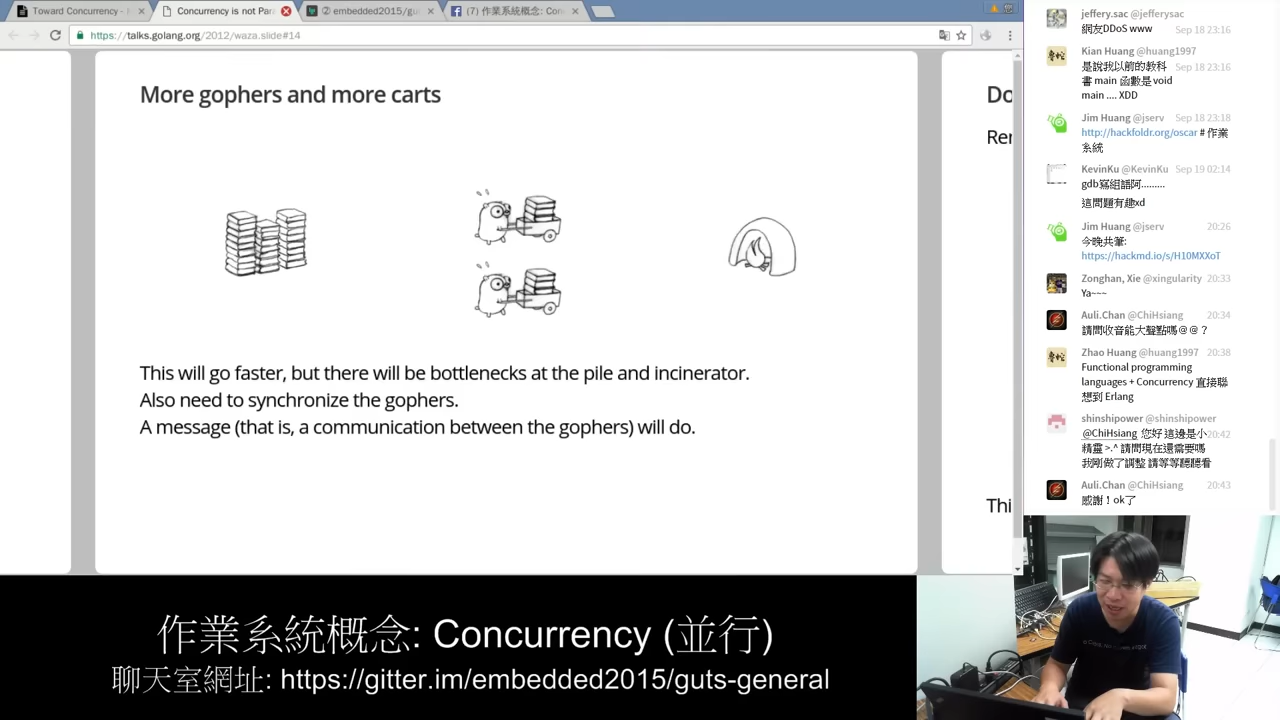 Toward Concurrency -
Concurrency is not Para
② embedded2015/gut
(7) 作業系統概念: Con
https://talks.golang.org/2012/waza.slide#14
More gophers and more carts
This will go faster, but there will be bottlenecks at the pile and incinerator.
Also need to synchronize the gophers.
A message (that is, a communication between the gophers) will do.
Do
Thi
jeffery.sac @jefferysac
網友DDoS www Sep 18 23:16
Kian Huang @huang1997
是說我以前的教科 Sep 18 23:16
書 main 函數是 void
main .... XDD
Jim Huang @jserv Sep 18 23:18
http://hackfoldr.org/oscar # 作業
系統
KevinKu @KevinKu Sep 19 02:14
gdb寫組語阿.........
這問題有趣xd
Jim Huang @jserv 20:26
今晚共筆:
https://hackmd.io/s/H10MXXoT
Zonghan, Xie @xingularity 20:33
Ya~~~
Auli.Chan @ChiHsiang 20:34
請問收音能大聲點嗎@@？
Zhao Huang @huang1997 20:38
Functional programming
languages + Concurrency 直接聯
想到 Erlang
shinshipower @shinshipower
@ChiHsiang 您好 這邊是小 20:42
精靈 >.^ 請問現在還需要嗎
我剛做了調整 請等等聽聽看
Auli.Chan @ChiHsiang 20:43
感謝！ok了
作業系統概念: Concurrency (並行)
聊天室網址: https://gitter.im/embedded2015/guts-general